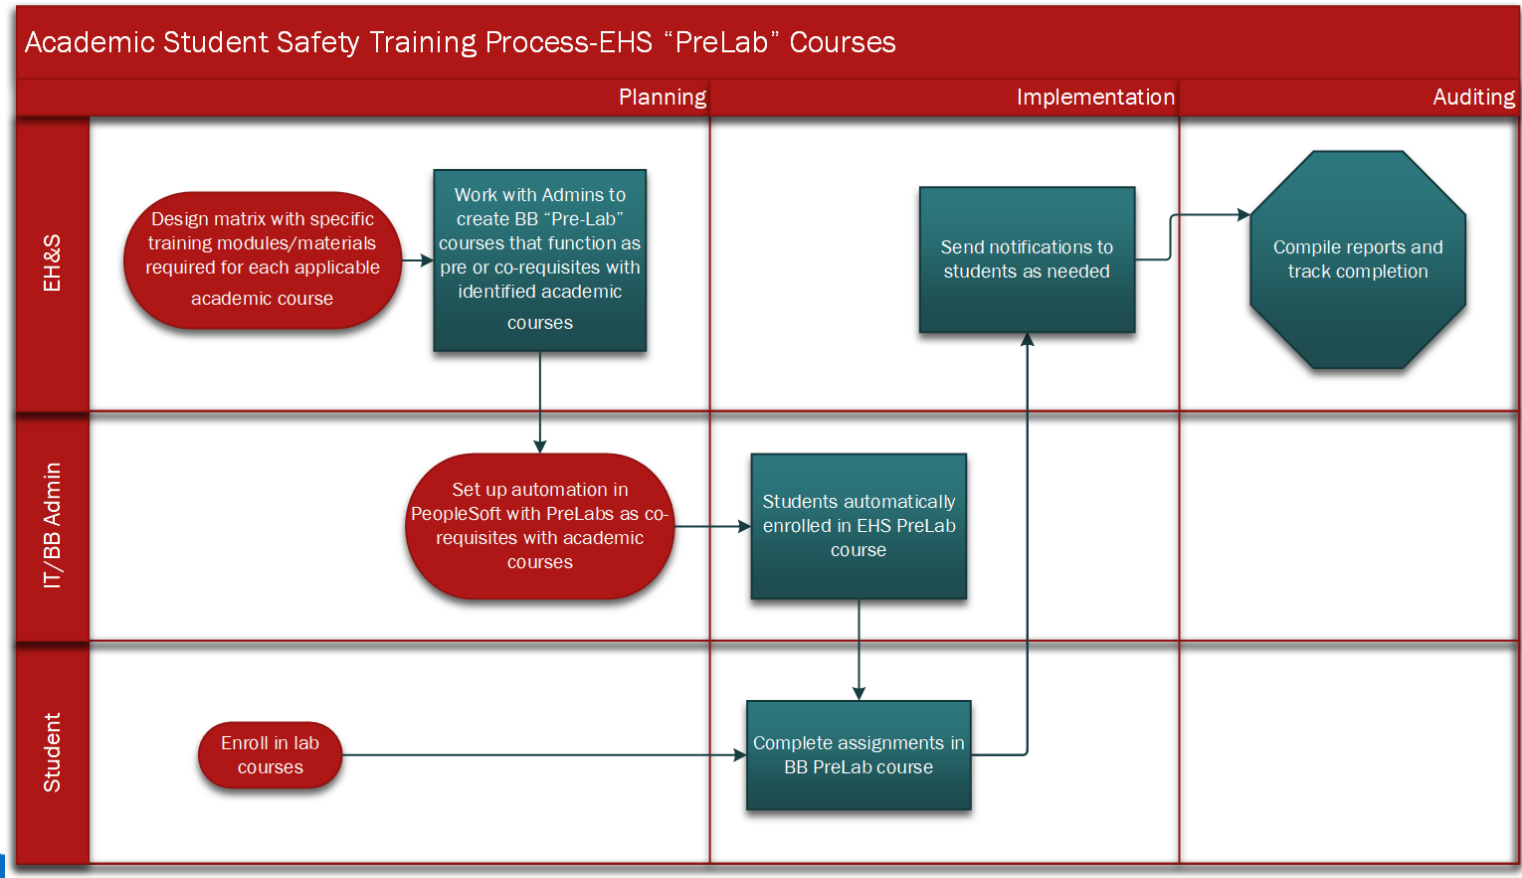 Academic Student Safety Training Process-EHS “PreLab” Courses
Planning
Implementation
Auditing
EH&S
Design matrix with specific
training modules/materials
required for each applicable
academic course
Work with Admins to
create BB “Pre-Lab”
courses that function as
pre or co-requisites with
identified academic
courses
Send notifications to
students as needed
Compile reports and
track completion
IT/BB Admin
Set up automation in
PeopleSoft with PreLabs as co-
requisites with academic
courses
Students automatically
enrolled in EHS PreLab
course
Student
Enroll in lab
courses
Complete assignments in
BB PreLab course